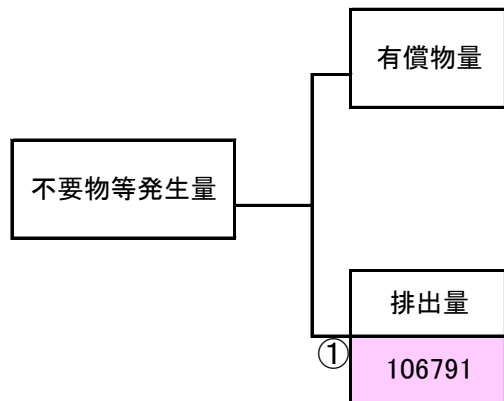 有償物量
不要物等発生量
排出量
①
106791